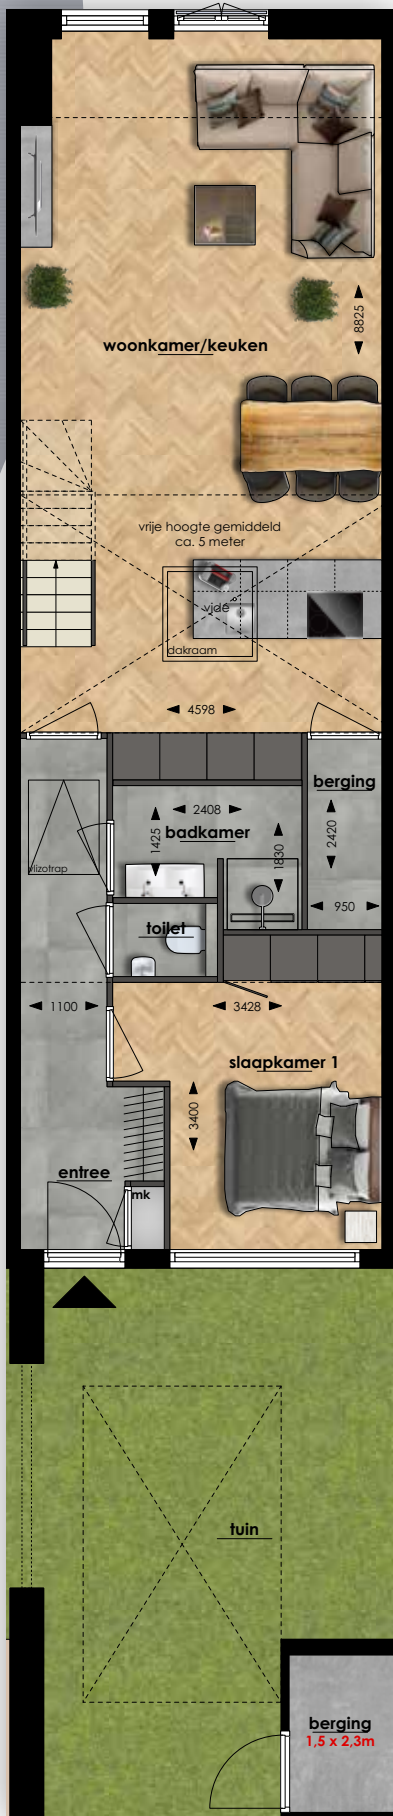 8825
woonkamer/keuken
vrije hoogte gemiddeld
ca. 5 meter
vide
dakraam
4598
berging
2408
1425
badkamer
1830
2420
vlizotrap
950
toilet
1100
3428
slaapkamer 1
3400
entree
mk
tuin
berging
1,5 x 2,3m